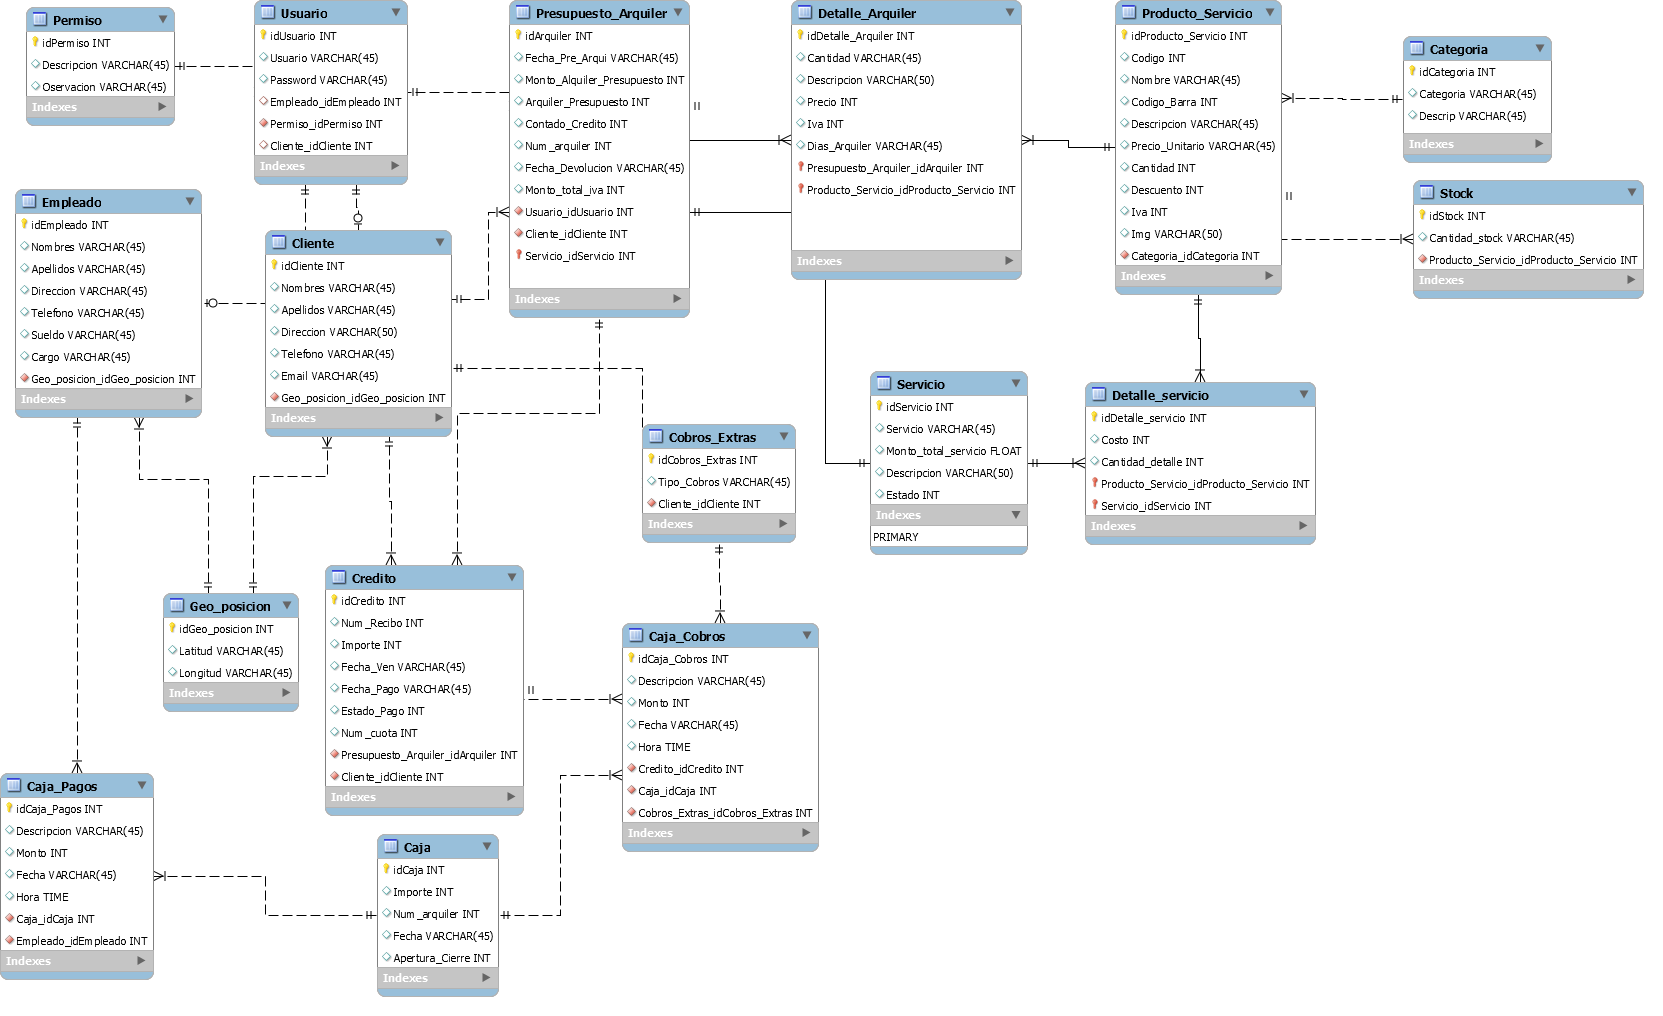 Permiso
idPermiso INT
Descripcion VARCHAR(45)
Oservacion VARCHAR(45)
Indexes
Usuario
idUsuario INT
Usuario VARCHAR(45)
Password VARCHAR(45)
Empleado_idEmpleado INT
Permiso_idPermiso INT
Cliente_idCliente INT
Indexes
Presupuesto_Arquiler
idArquiler INT
Fecha_Pre_Arqui VARCHAR(45)
Monto_Alquiler_Presupuesto INT
Arquiler_Presupuesto INT
Contado_Credito INT
Num_arquiler INT
Fecha_Devolucion VARCHAR(45)
Monto_total_iva INT
Usuario_idUsuario INT
Cliente_idCliente INT
Servicio_idServicio INT
Indexes
Detalle_Arquiler
idDetalle_Arquiler INT
Cantidad VARCHAR(45)
Descripcion VARCHAR(50)
Precio INT
Iva INT
Dias_Arquiler VARCHAR(45)
Presupuesto_Arquiler_idArquiler INT
Producto_Servicio_idProducto_Servicio INT
Indexes
Producto_Servicio
idProducto_Servicio INT
Codigo INT
Nombre VARCHAR(45)
Codigo_Barra INT
Descripcion VARCHAR(45)
Precio_Unitario VARCHAR(45)
Cantidad INT
Descuento INT
Iva INT
Img VARCHAR(50)
Categoria_idCategoria INT
Indexes
Categoria
idCategoria INT
Categoria VARCHAR(45)
Descrip VARCHAR(45)
Indexes
Stock
idStock INT
Cantidad_stock VARCHAR(45)
Producto_Servicio_idProducto_Servicio INT
Indexes
Empleado
idEmpleado INT
Nombres VARCHAR(45)
Apellidos VARCHAR(45)
Direccion VARCHAR(45)
Telefono VARCHAR(45)
Sueldo VARCHAR(45)
Cargo VARCHAR(45)
Geo_posicion_idGeo_posicion INT
Indexes
Cliente
idCliente INT
Nombres VARCHAR(45)
Apellidos VARCHAR(45)
Direccion VARCHAR(50)
Telefono VARCHAR(45)
Email VARCHAR(45)
Geo_posicion_idGeo_posicion INT
Indexes
Servicio
idServicio INT
Servicio VARCHAR(45)
Monto_total_servicio FLOAT
Descripcion VARCHAR(50)
Estado INT
Indexes
PRIMARY
Detalle_servicio
idDetalle_servicio INT
Costo INT
Cantidad_detalle INT
Producto_Servicio_idProducto_Servicio INT
Servicio_idServicio INT
Indexes
Cobros_Extras
idCobros_Extras INT
Tipo_Cobros VARCHAR(45)
Cliente_idCliente INT
Indexes
Geo_posicion
idGeo_posicion INT
Latitud VARCHAR(45)
Longitud VARCHAR(45)
Indexes
Credito
idCredito INT
Num_Recibo INT
Importe INT
Fecha_Ven VARCHAR(45)
Fecha_Pago VARCHAR(45)
Estado_Pago INT
Num_cuota INT
Presupuesto_Arquiler_idArquiler INT
Cliente_idCliente INT
Indexes
Caja_Cobros
idCaja_Cobros INT
Descripcion VARCHAR(45)
Monto INT
Fecha VARCHAR(45)
Hora TIME
Credito_idCredito INT
Caja_idCaja INT
Cobros_Extras_idCobros_Extras INT
Indexes
Caja_Pagos
idCaja_Pagos INT
Descripcion VARCHAR(45)
Monto INT
Fecha VARCHAR(45)
Hora TIME
Caja_idCaja INT
Empleado_idEmpleado INT
Indexes
Caja
idCaja INT
Importe INT
Num_arquiler INT
Fecha VARCHAR(45)
Apertura_Cierre INT
Indexes